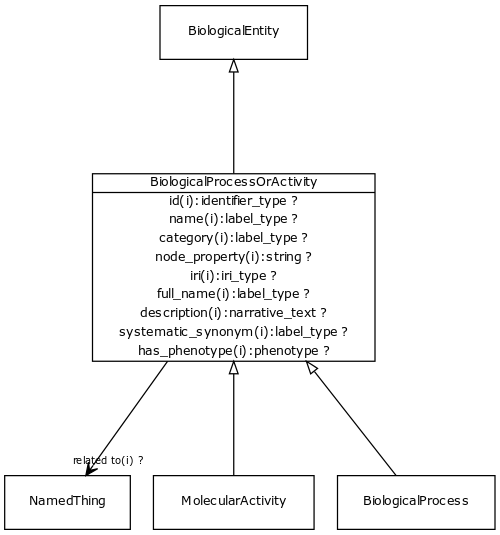 BiologicalEntity
BiologicalProcessOrActivity
id(i):identifier_type ?
name(i):label_type ?
category(i):label_type ?
node_property(i):string ?
iri(i):iri_type ?
full_name(i):label_type ?
description(i):narrative_text ?
systematic_synonym(i):label_type ?
has_phenotype(i):phenotype ?
related to(i) ?
NamedThing
MolecularActivity
BiologicalProcess